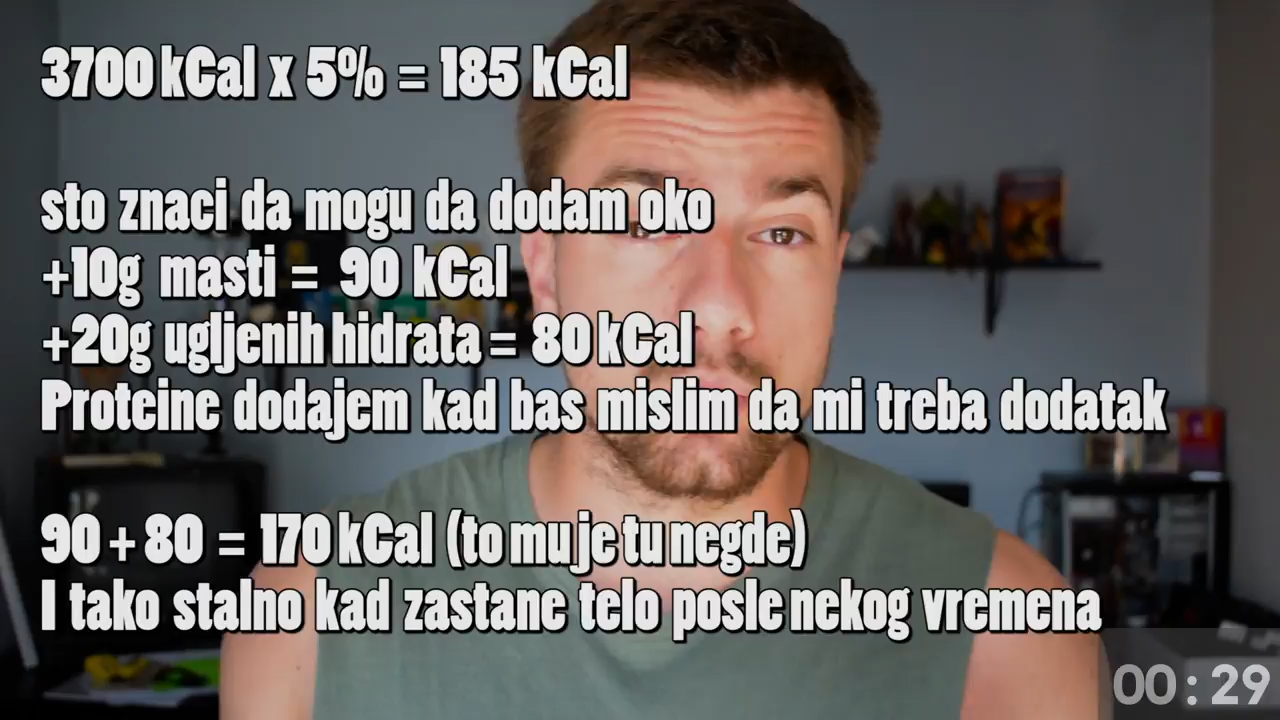 3700 kCal x 5% = 185 kCal
sto znaci da mogu da dodam oko
+10g masti = 90 kCal
+20g ugljenih hidrata = 80 kCal
Proteine dodajem kad bas mislim da mi treba dodatak
90 + 80 = 170 kCal (to mu je tu negde)
I tako stalno kad zastane telo posle nekog vremena
00:29